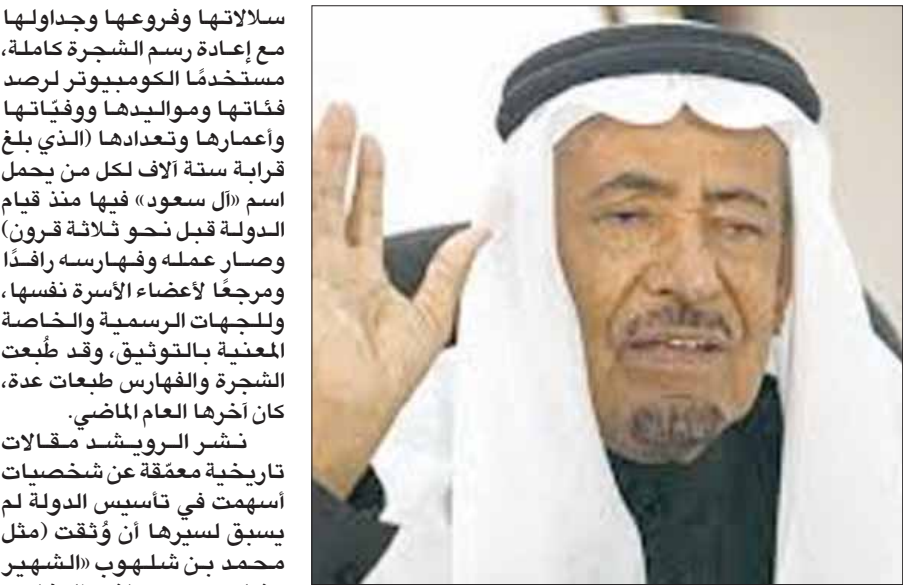 سلالاتها وفروعها وجداولها
مع إعادة رسم الشجرة كاملة،
مستخدمًا الكومبيوتر لرصد
فئاتها ومواليدها ووفيّاتها
وأعمارها وتعدادها (الذي بلغ
قرابة ستة آلاف لكل من يحمل
اسم «آل سعود» فيها منذ قيام
الدولة قبل نحو ثلاثة قرون)
وصار عمله وفهارسه رافدًا
ومرجعًا لأعضاء الأسرة نفسها،
وللجهات الرسمية والخاصة
المعنية بالتوثيق، وقد طُبعت
الشجرة والفهارس طبعات عدة،
كان آخرها العام الماضي.
نشر الرويشد مقالات
تاريخية معمّقة عن شخصيات
أسهمت في تأسيس الدولة لم
يسبق لسيرها أن وُثقت (مثل
محمد بن شلهوب «الشهير